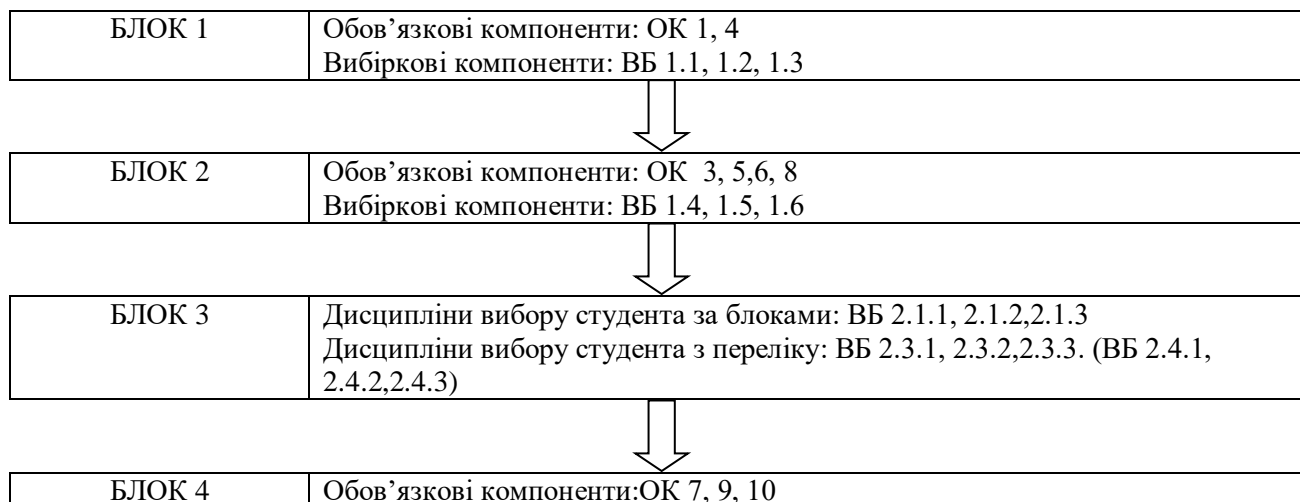 БЛОК 1 Обов’язкові компоненти: ОК 1, 4
Вибіркові компоненти: ВБ 1.1, 1.2, 1.3
БЛОК 2 Обов’язкові компоненти: ОК 3, 5,6, 8
Вибіркові компоненти: ВБ 1.4, 1.5, 1.6
БЛОК 3 Дисципліни вибору студента за блоками: ВБ 2.1.1, 2.1.2,2.1.3
Дисципліни вибору студента з переліку: ВБ 2.3.1, 2.3.2,2.3.3. (ВБ 2.4.1,
2.4.2,2.4.3)
БЛОК 4 Обов’язкові компоненти:ОК 7, 9, 10